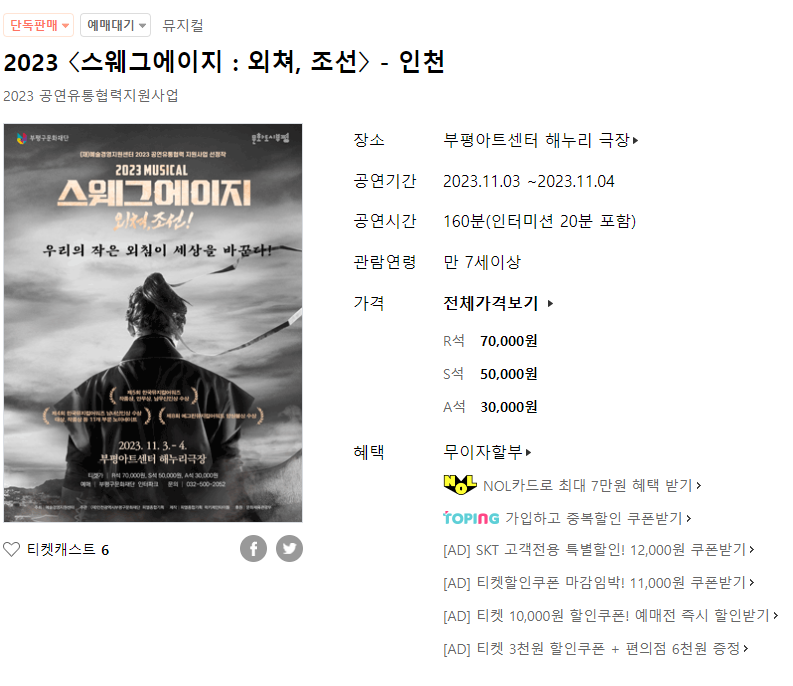 단독판매 예매대기 뮤지컬
2023 〈스웨그에이지 : 외쳐, 조선〉 - 인천
2023 공연유통협력지원사업
부평구문화재단
(재)예술경영지원센터 2023 공연유통협력 지원사업 선정작
2023 MUSICAL
스웨그에이지
외쳐, 조선!
우리의 작은 외침이 세상을 바꾼다!
2023. 11. 3.- 4.
부평아트센터 해누리극장
티켓가 | R석 70,000원, S석 50,000원, A석 30,000원
예매 | 부평구문화재단 인터파크 문의 | 032-500-2052
티켓캐스트 6
장소 부평아트센터 해누리 극장
공연기간 2023.11.03 ~2023.11.04
공연시간 160분(인터미션 20분 포함)
관람연령 만 7세이상
가격 전체가격보기
R석 70,000원
S석 50,000원
A석 30,000원
혜택 무이자할부
NOL NOL카드로 최대 7만원 혜택 받기
TOPING 가입하고 중복할인 쿠폰받기
[AD] SKT 고객전용 특별할인! 12,000원 쿠폰받기
[AD] 티켓할인쿠폰 마감임박! 11,000원 쿠폰받기
[AD] 티켓 10,000원 할인쿠폰! 예매전 즉시 할인받기
[AD] 티켓 3천원 할인쿠폰 + 편의점 6천원 증정